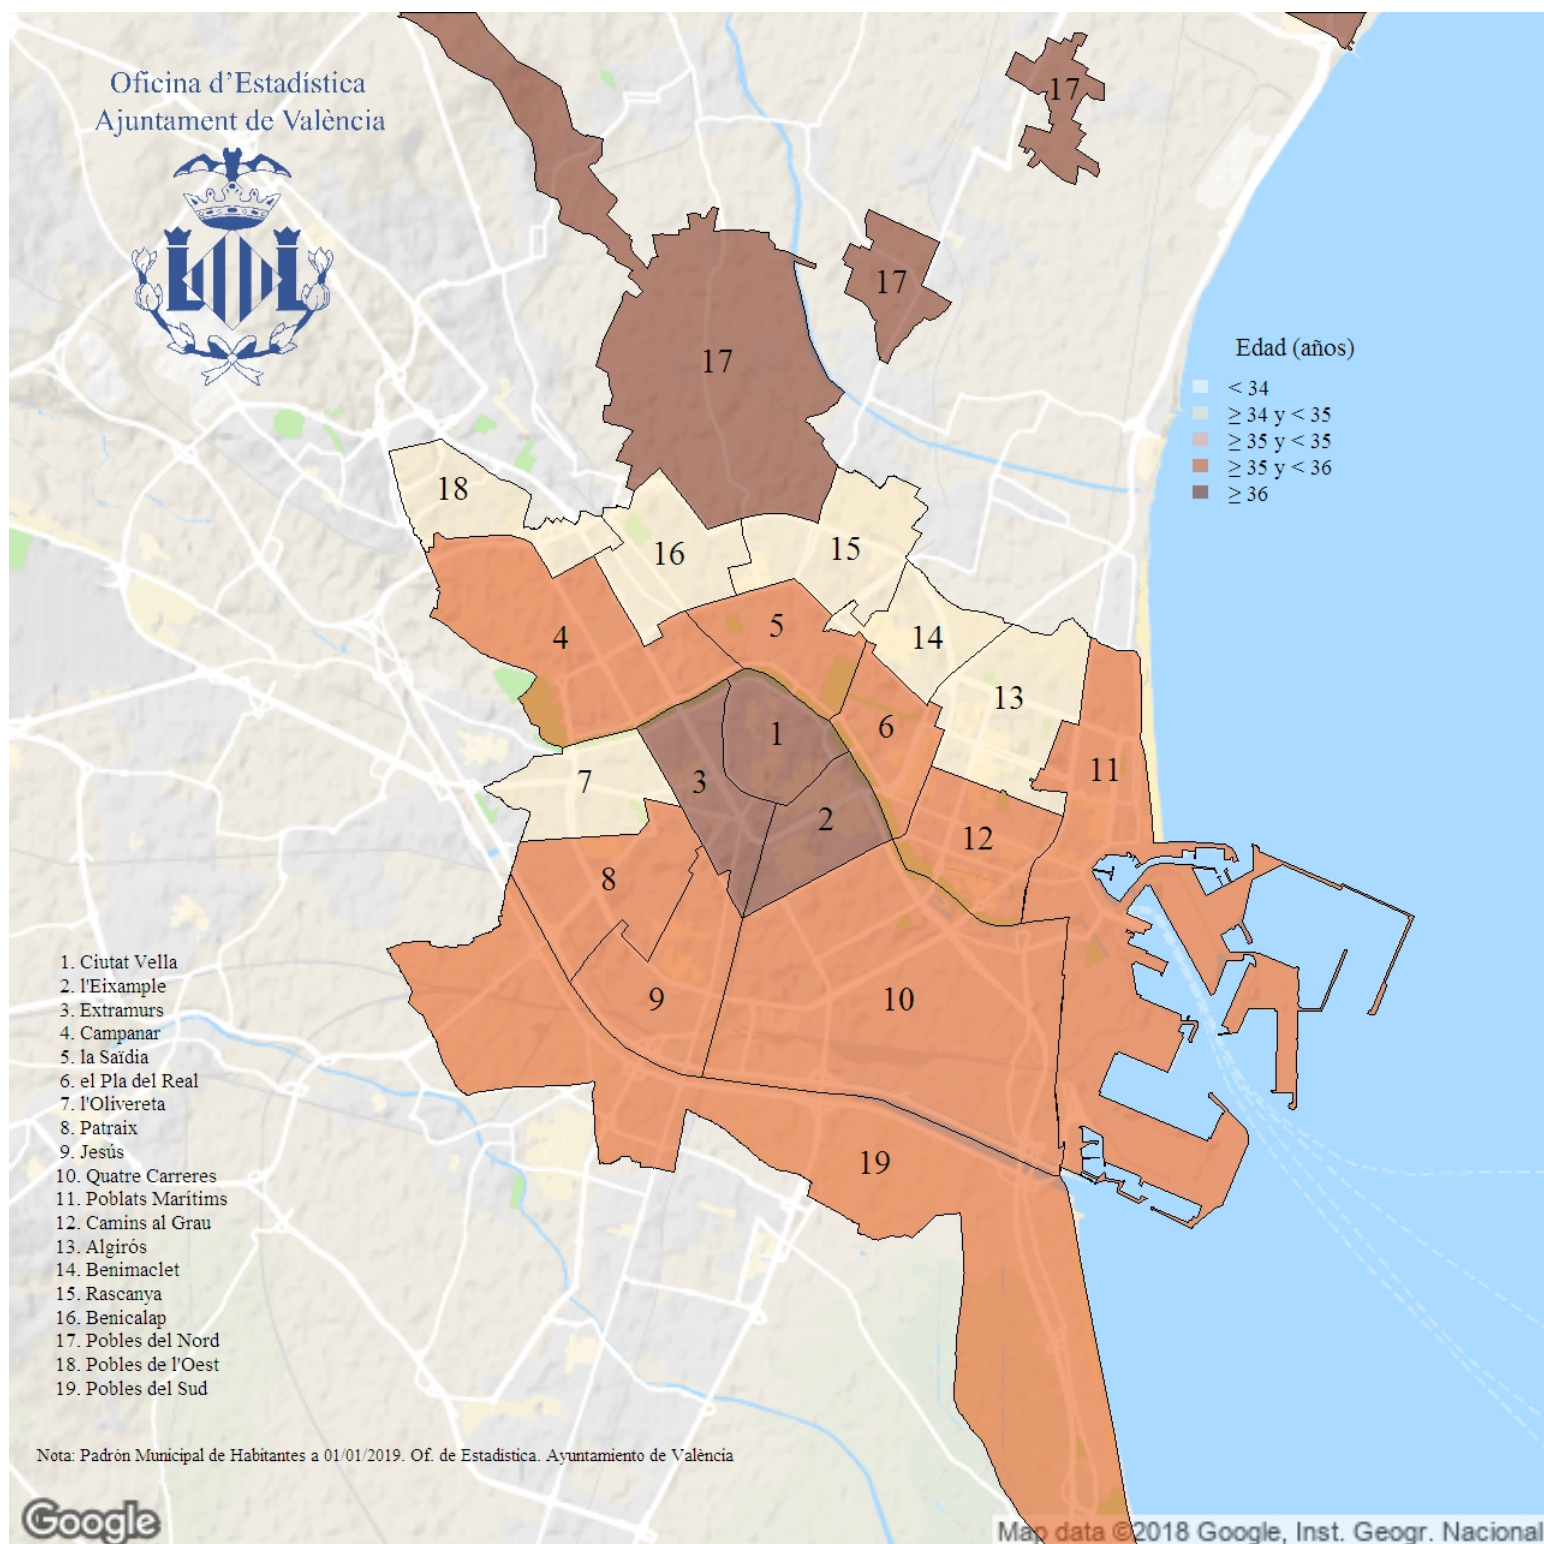 Oficina d’Estadística
Ajuntament de València
17
17
17
Edad (años)
< 34
≥ 34 y < 35
≥ 35 y < 35
≥ 35 y < 36
≥ 36
18
16
15
4
5
14
13
6
1
3
7
2
11
12
8
9
10
19
1. Ciutat Vella
2. l'Eixample
3. Extramurs
4. Campanar
5. la Saïdia
6. el Pla del Real
7. l'Olivereta
8. Patraix
9. Jesús
10. Quatre Carreres
11. Poblats Marítims
12. Camins al Grau
13. Algirós
14. Benimaclet
15. Rascanya
16. Benicalap
17. Pobles del Nord
18. Pobles de l'Oest
19. Pobles del Sud
Nota: Padrón Municipal de Habitantes a 01/01/2019. Of. de Estadística. Ayuntamiento de València
Google
Map data ©2018 Google, Inst. Geogr. Nacional